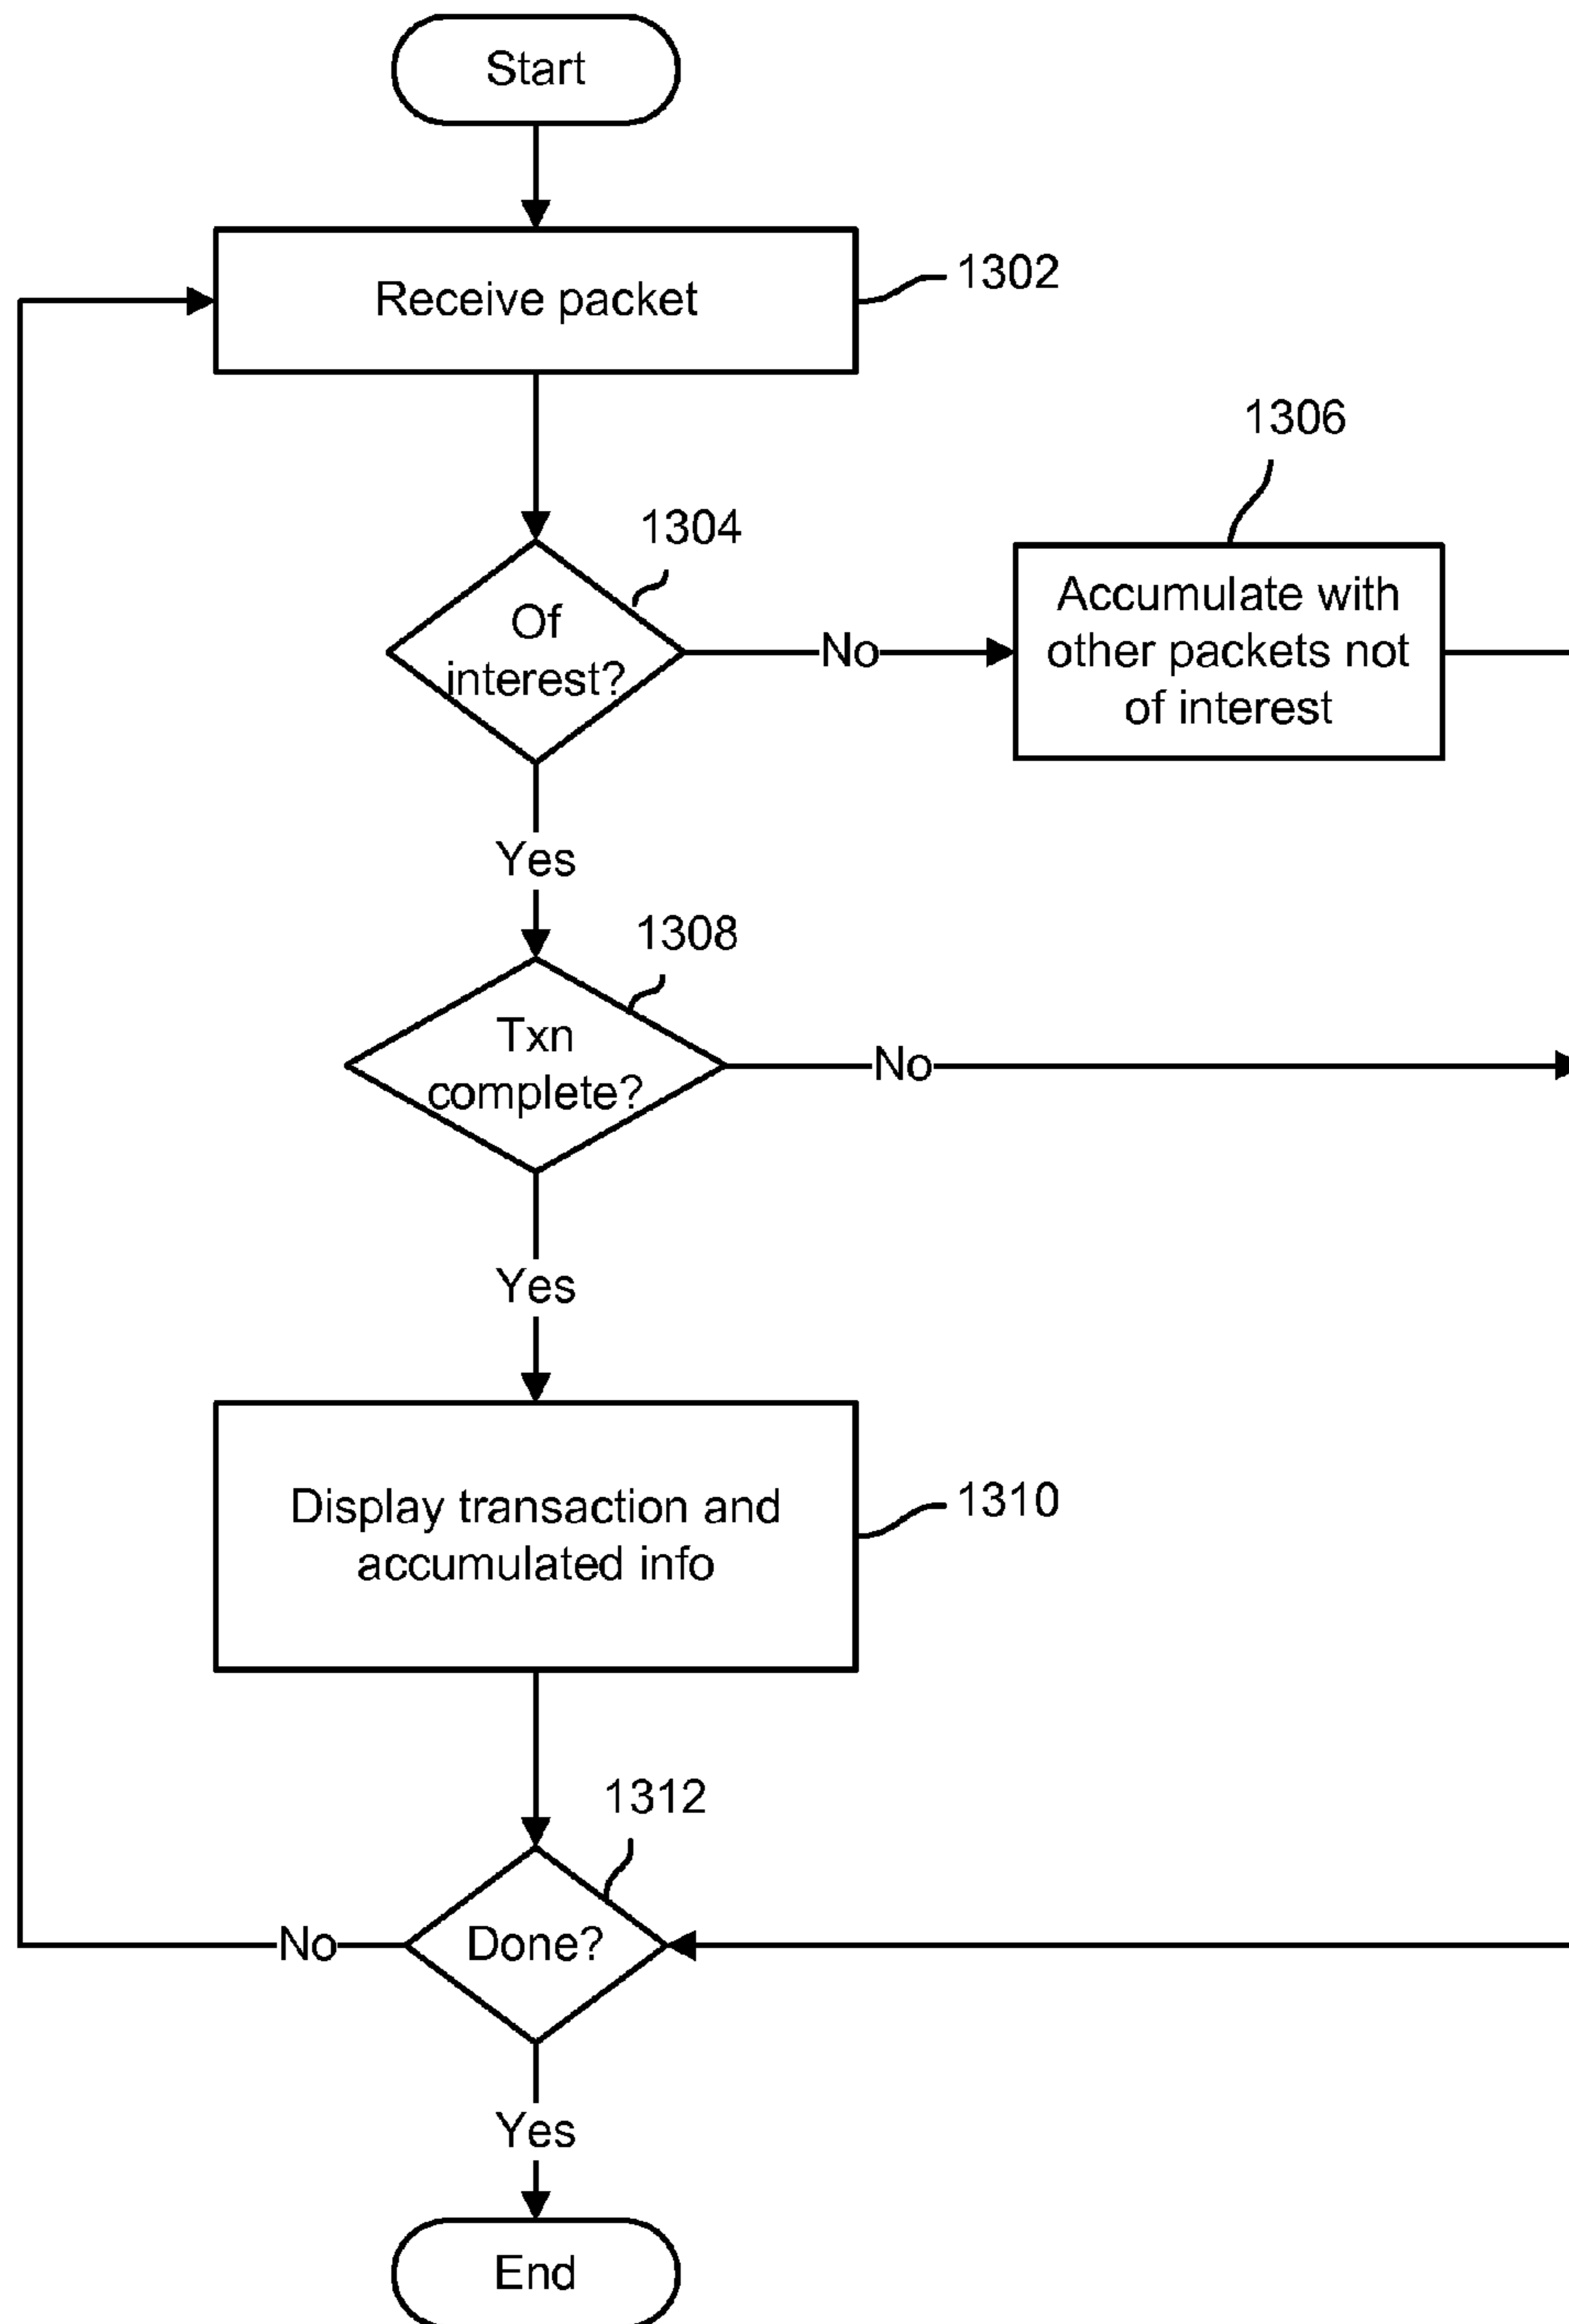 Start
Receive packet
1302
1304
1306
Of
interest?
No
Accumulate with
other packets not
of interest
Yes
1308
Txn
complete?
No
Yes
Display transaction and
accumulated info
1310
1312
Done?
No
Yes
End